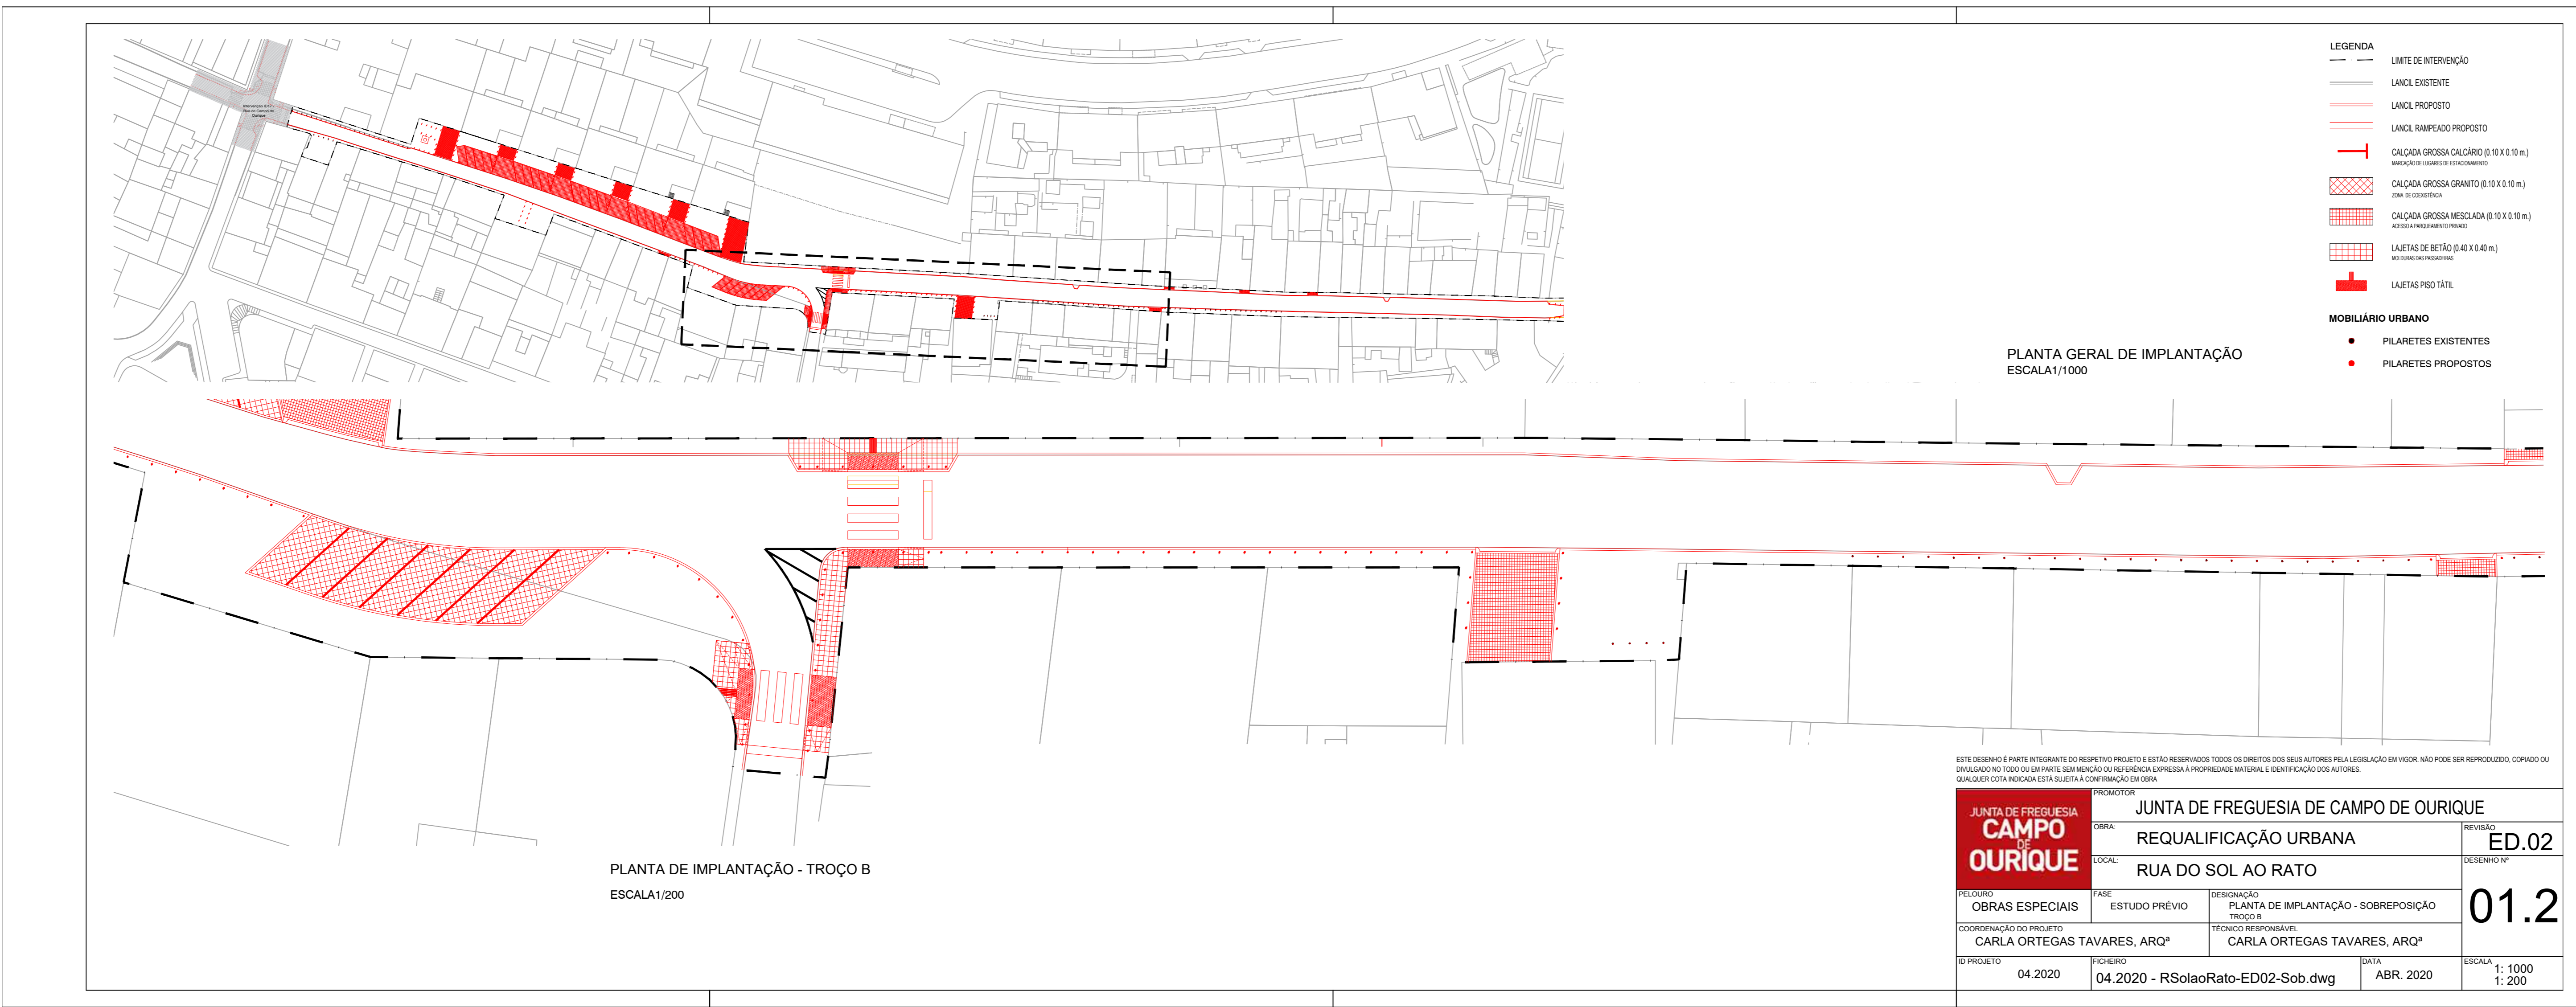 Intervenção
Rua de Campo de
Ourique
LEGENDA
LIMITE DE INTERVENÇÃO
LANCIL EXISTENTE
LANCIL PROPOSTO
LANCIL RAMPEADO PROPOSTO
CALÇADA GROSSA CALCÁRIO (0.10 X 0.10 m.)
MARCAÇÃO DE LUGARES DE ESTACIONAMENTO
CALÇADA GROSSA GRANITO (0.10 X 0.10 m.)
ZONA DE COEXISTÊNCIA
CALÇADA GROSSA MESCLADA (0.10 X 0.10 m.)
ACESSO A PARQUEAMENTO PRIVADO
LAJETAS DE BETÃO (0.40 X 0.40 m.)
MOLDURAS DAS PASSADEIRAS
LAJETAS PISO TÁTIL
MOBILIÁRIO URBANO
PILARETES EXISTENTES
PILARETES PROPOSTOS
PLANTA GERAL DE IMPLANTAÇÃO
ESCALA1/1000
PLANTA DE IMPLANTAÇÃO - TROÇO B
ESCALA1/200
ESTE DESENHO É PARTE INTEGRANTE DO RESPETIVO PROJETO E ESTÃO RESERVADOS TODOS OS DIREITOS DOS SEUS AUTORES PELA LEGISLAÇÃO EM VIGOR. NÃO PODE SER REPRODUZIDO, COPIADO OU
DIVULGADO NO TODO OU EM PARTE SEM MENÇÃO OU REFERÊNCIA EXPRESSA À PROPRIEDADE MATERIAL E IDENTIFICAÇÃO DOS AUTORES.
QUALQUER COTA INDICADA ESTÁ SUJEITA À CONFIRMAÇÃO EM OBRA
JUNTA DE FREGUESIA
CAMPO
DE
OURIQUE
PROMOTOR
JUNTA DE FREGUESIA DE CAMPO DE OURIQUE
OBRA:
REQUALIFICAÇÃO URBANA
REVISÃO
ED.02
LOCAL:
RUA DO SOL AO RATO
DESENHO Nº
01.2
PELOURO
OBRAS ESPECIAIS
FASE
ESTUDO PRÉVIO
DESIGNAÇÃO
PLANTA DE IMPLANTAÇÃO - SOBREPOSIÇÃO
TROÇO B
COORDENAÇÃO DO PROJETO
CARLA ORTEGAS TAVARES, ARQª
TÉCNICO RESPONSÁVEL
CARLA ORTEGAS TAVARES, ARQª
ID PROJETO
04.2020
FICHEIRO
04.2020 - RSolaoRato-ED02-Sob.dwg
DATA
ABR. 2020
ESCALA
1: 1000
1: 200